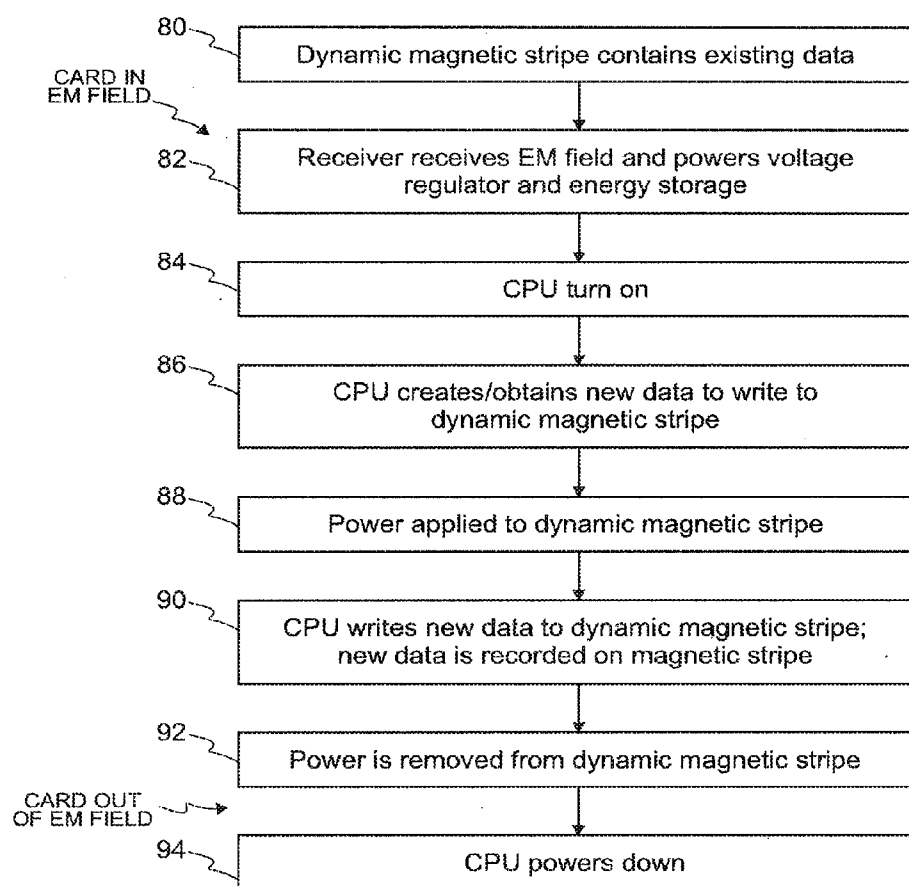 80
Dynamic magnetic stripe contains existing data
CARD IN
EM FIELD
82
Receiver receives EM field and powers voltage
regulator and energy storage
84
CPU turn on
86
CPU creates/obtains new data to write to
dynamic magnetic stripe
88
Power applied to dynamic magnetic stripe
90
CPU writes new data to dynamic magnetic stripe;
new data is recorded on magnetic stripe
92
Power is removed from dynamic magnetic stripe
CARD OUT
OF EM FIELD
94
CPU powers down